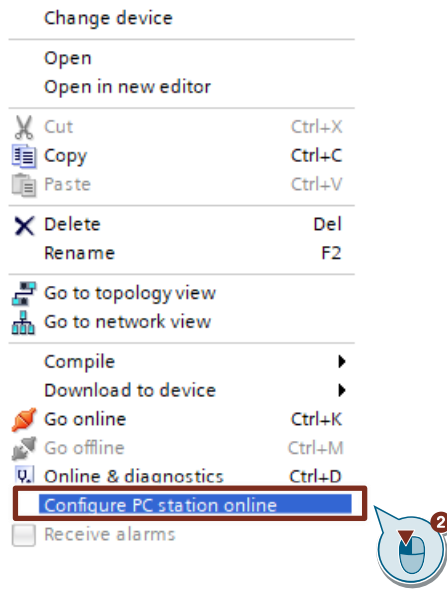 Change device
Open
Open in new editor
Cut Ctrl+X
Copy Ctrl+C
Paste Ctrl+V
Delete Del
Rename F2
Go to topology view
Go to network view
Compile
Download to device
Go online Ctrl+K
Go offline Ctrl+M
Online & diagnostics Ctrl+D
Configure PC station online
2
Receive alarms